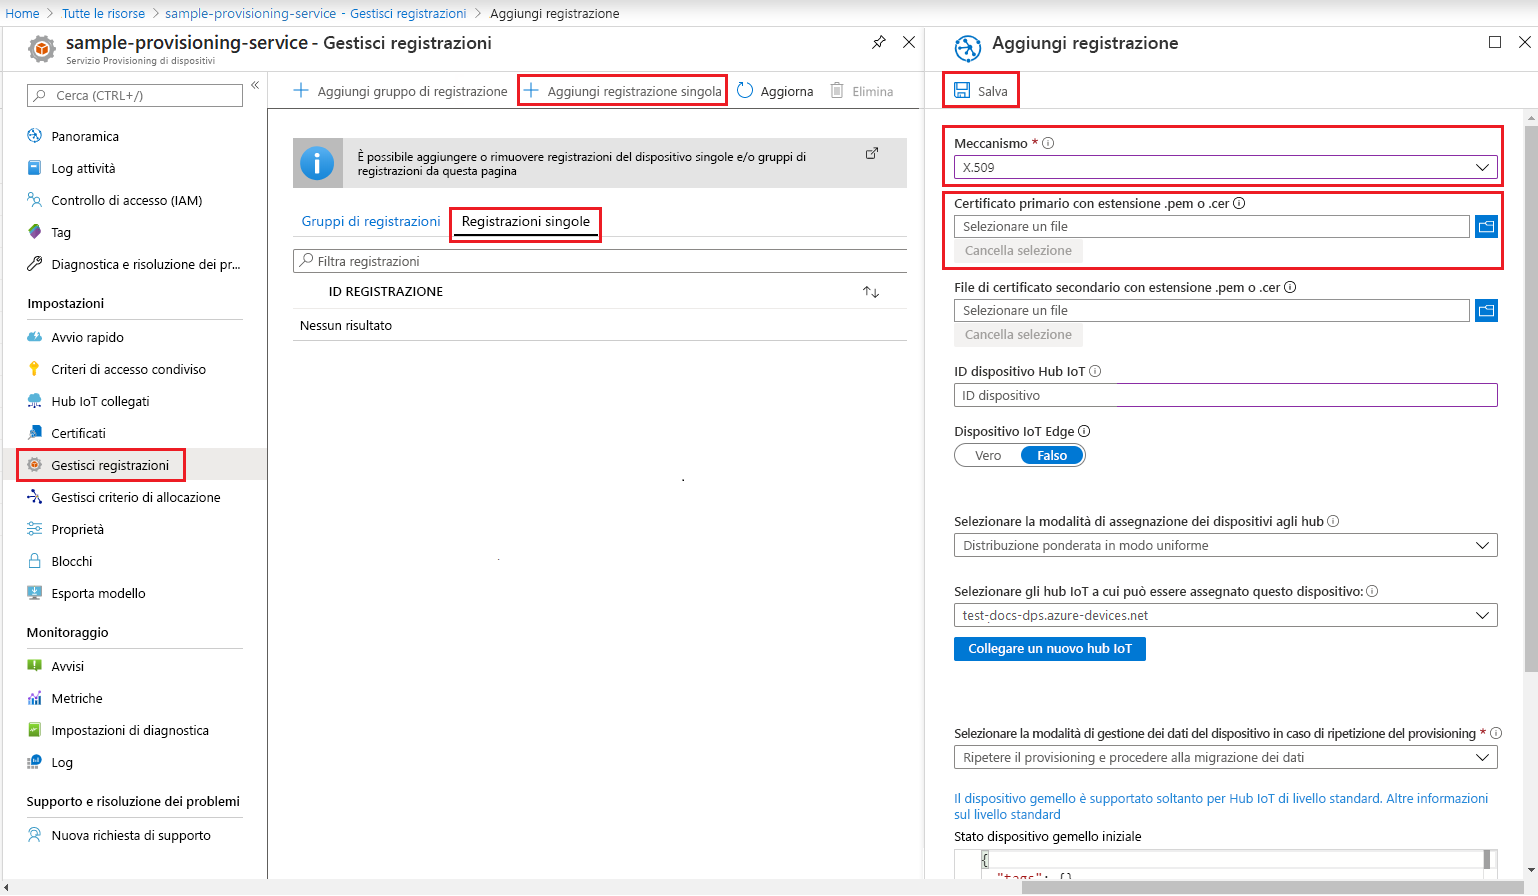 Home > Tutte le risorse > sample-provisioning-service - Gestisci registrazioni > Aggiungi registrazione
sample-provisioning-service - Gestisci registrazioni
Servizio Provisioning di dispositivi
Cerca (CTRL+/)
Panoramica
Log attività
Controllo di accesso (IAM)
Tag
Diagnostica e risoluzione dei pr...
Impostazioni
Avvio rapido
Criteri di accesso condiviso
Hub IoT collegati
Certificati
Gestisci registrazioni
Gestisci criterio di allocazione
Proprietà
Blocchi
Esporta modello
Monitoraggio
Avvisi
Metriche
Impostazioni di diagnostica
Log
Supporto e risoluzione dei problemi
Nuova richiesta di supporto
Aggiungi gruppo di registrazione
Aggiungi registrazione singola
Aggiorna
Elimina
È possibile aggiungere o rimuovere registrazioni del dispositivo singole e/o gruppi di
registrazioni da questa pagina
Gruppi di registrazioni
Registrazioni singole
Filtra registrazioni
ID REGISTRAZIONE
Nessun risultato
Aggiungi registrazione
Salva
Meccanismo *
X.509
Certificato primario con estensione .pem o .cer
Selezionare un file
Cancella selezione
File di certificato secondario con estensione .pem o .cer
Selezionare un file
Cancella selezione
ID dispositivo Hub IoT
ID dispositivo
Dispositivo IoT Edge
Vero Falso
Selezionare la modalità di assegnazione dei dispositivi agli hub
Distribuzione ponderata in modo uniforme
Selezionare gli hub IoT a cui può essere assegnato questo dispositivo:
test-docs-dps.azure-devices.net
Collegare un nuovo hub IoT
Selezionare la modalità di gestione dei dati del dispositivo in caso di ripetizione del provisioning *
Ripetere il provisioning e procedere alla migrazione dei dati
Il dispositivo gemello è supportato soltanto per Hub IoT di livello standard. Altre informazioni
sul livello standard
Stato dispositivo gemello iniziale
{
"tags": {}